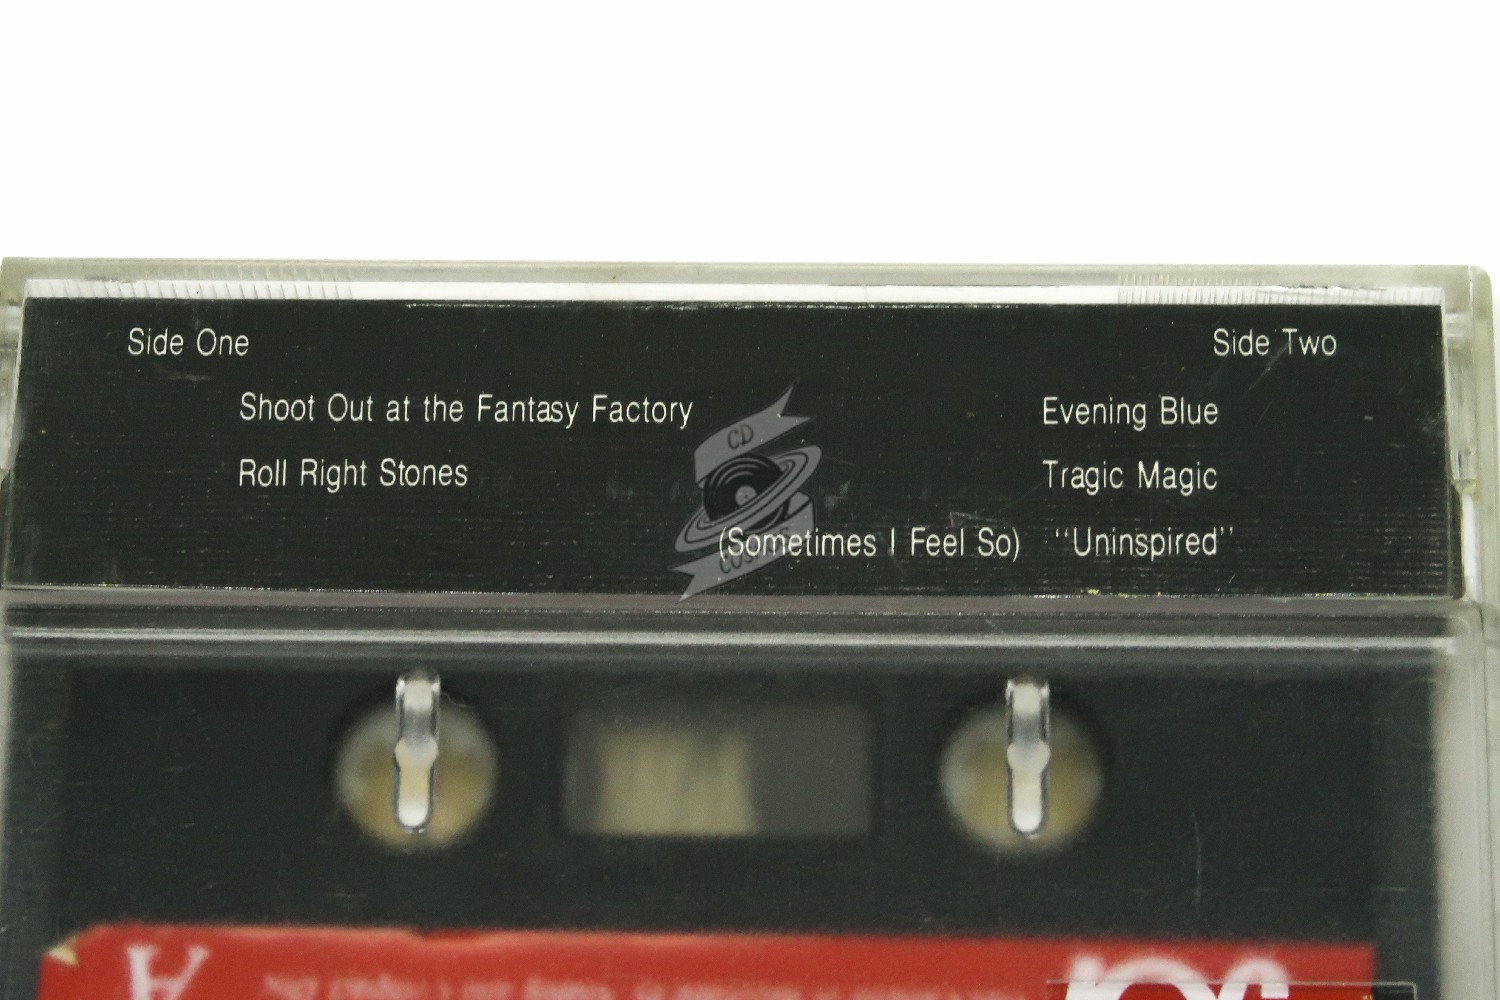 Side One
Shoot Out at the Fantasy Factory
Roll Right Stones
Side Two
Evening Blue
Tragic Magic
(Sometimes I Feel So) "Uninspired"
CD
A